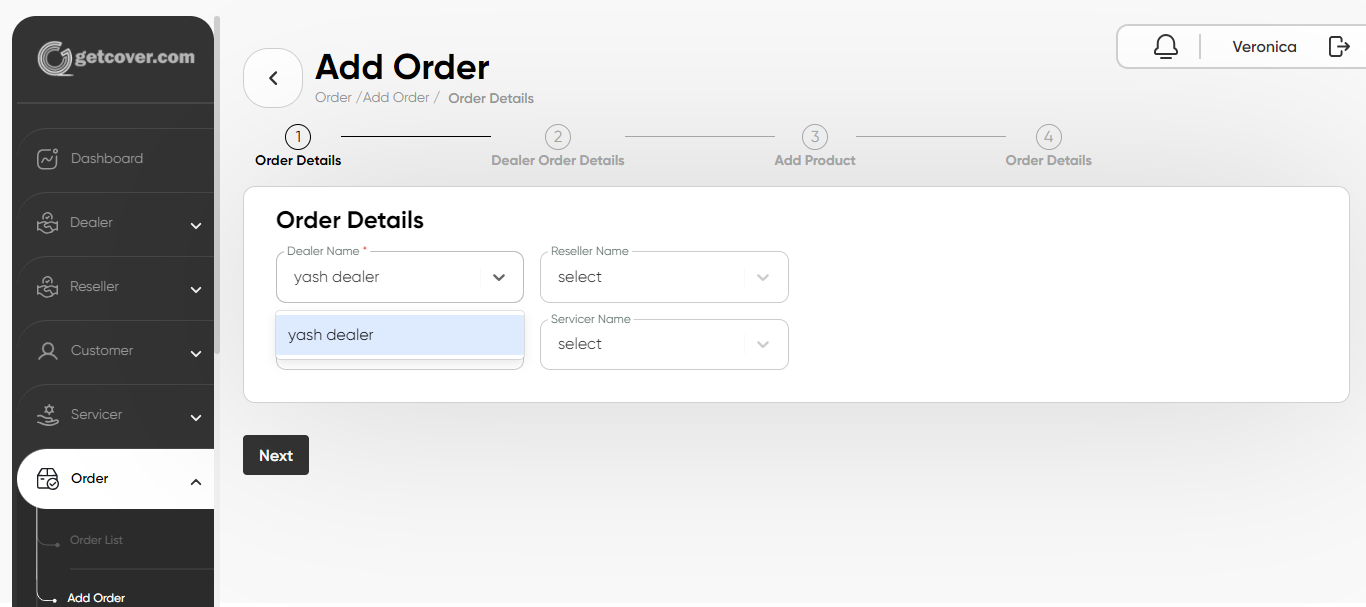 getcover.com
Dashboard
Dealer
Reseller
Customer
Servicer
Order
Order List
Add Order
Veronica
Add Order
Order /Add Order / Order Details
1 2 3 4
Order Details Dealer Order Details Add Product Order Details
Order Details
Dealer Name * Reseller Name
yash dealer select
Servicer Name
yash dealer select
Next